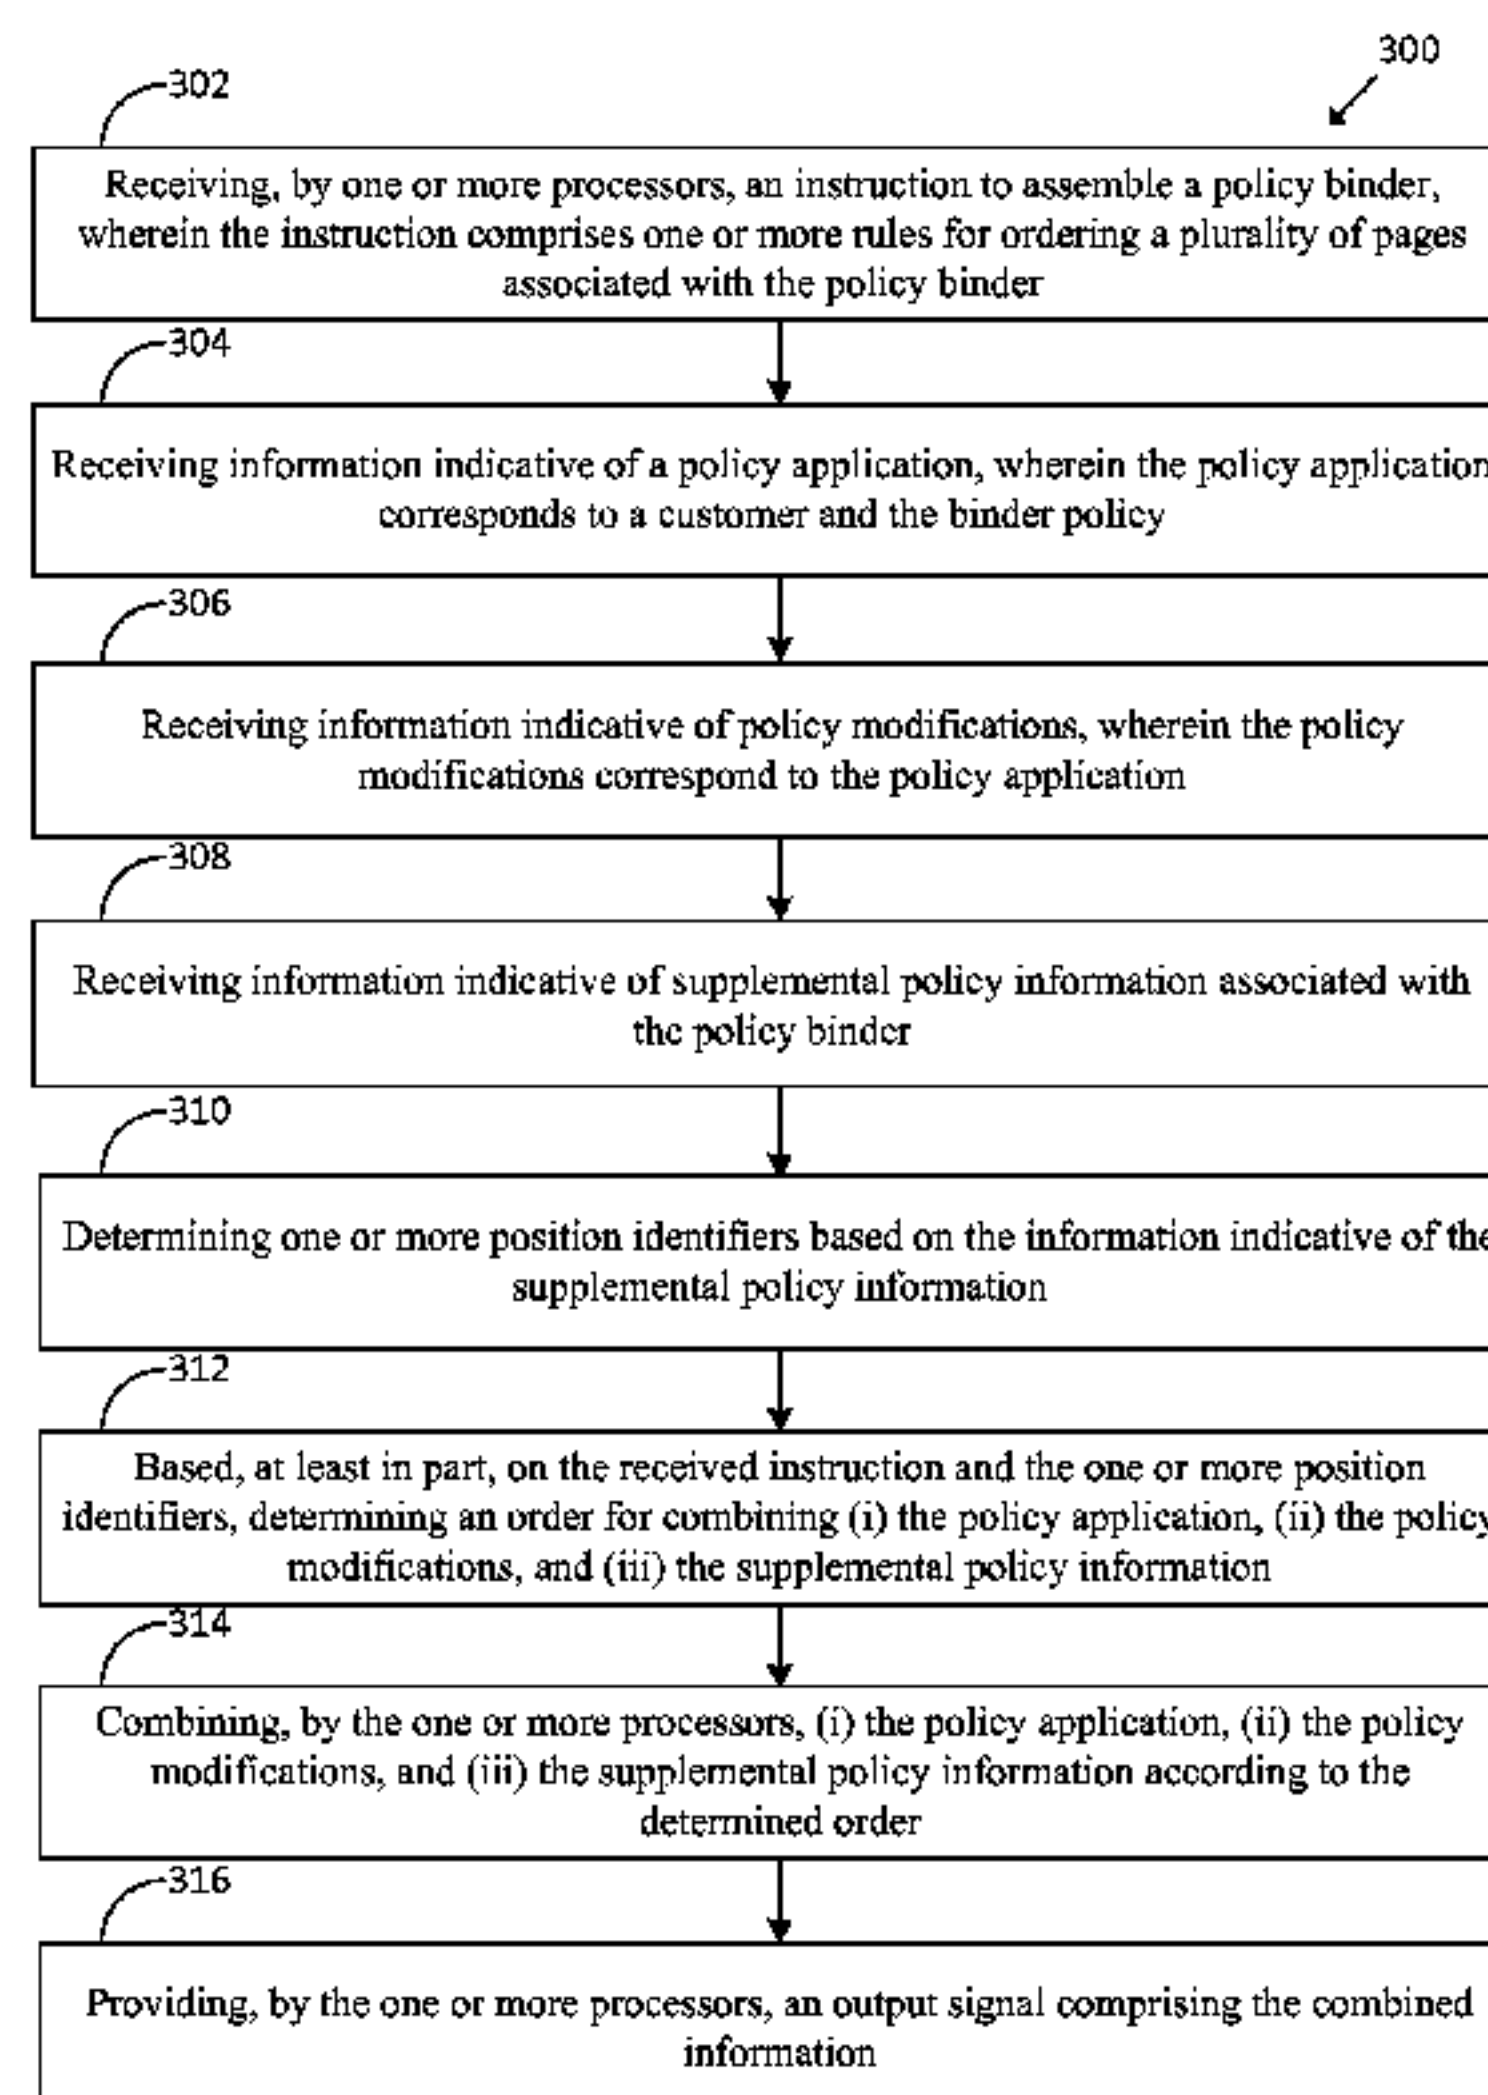 300
302
Receiving, by one or more processors, an instruction to assemble a policy binder,
wherein the instruction comprises one or more rules for ordering a plurality of pages
associated with the policy binder
304
Receiving information indicative of a policy application, wherein the policy application
corresponds to a customer and the binder policy
306
Receiving information indicative of policy modifications, wherein the policy
modifications correspond to the policy application
308
Receiving information indicative of supplemental policy information associated with
the policy binder
310
Determining one or more position identifiers based on the information indicative of the
supplemental policy information
312
Based, at least in part, on the received instruction and the one or more position
identifiers, determining an order for combining (i) the policy application, (ii) the policy
modifications, and (iii) the supplemental policy information
314
Combining, by the one or more processors, (i) the policy application, (ii) the policy
modifications, and (iii) the supplemental policy information according to the
determined order
316
Providing, by the one or more processors, an output signal comprising the combined
information